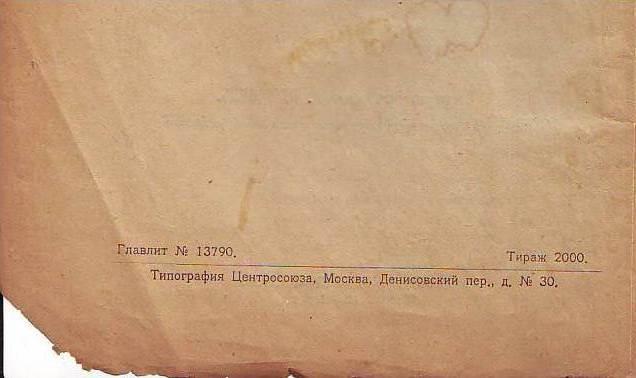 Главлит № 13790. Тираж 2000.
Типография Центросоюза, Москва, Денисовский пер., д. № 30.